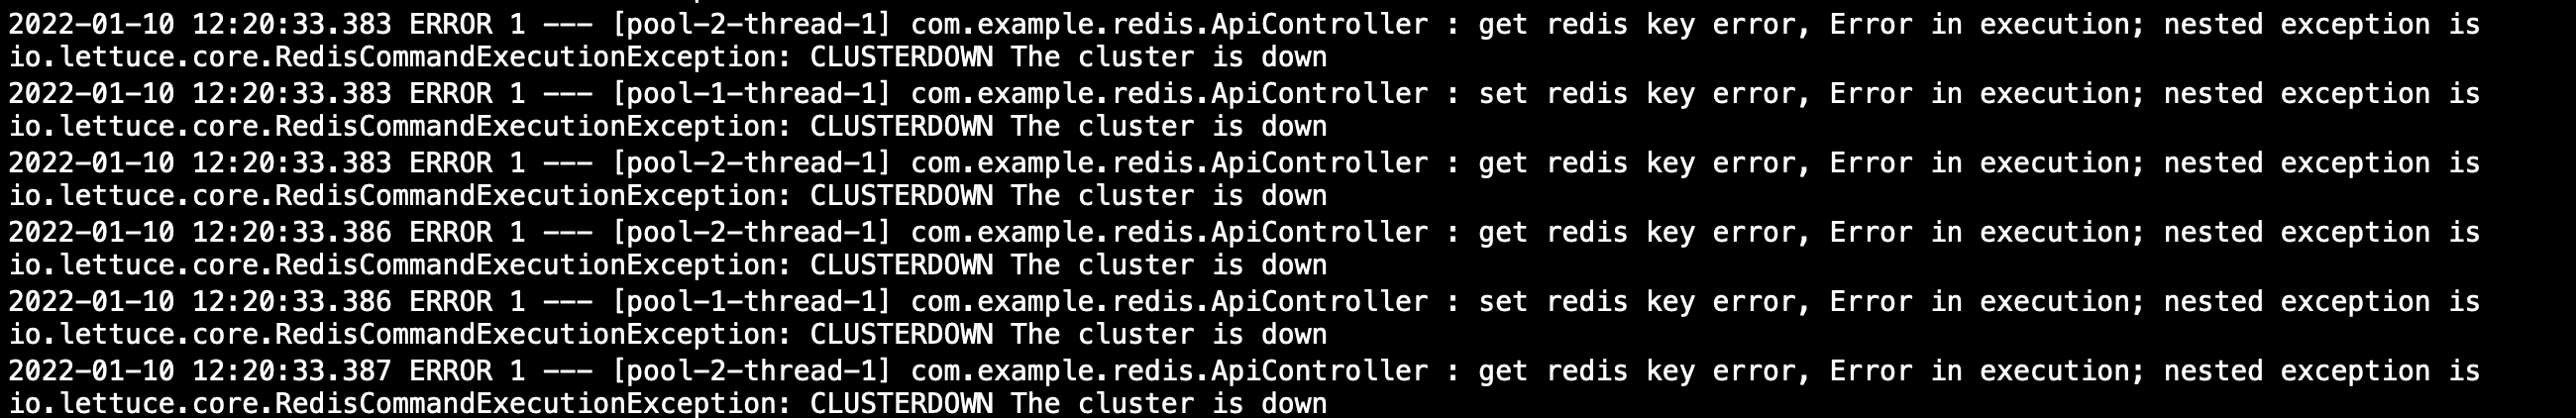 2022-01-10 12:20:33.383 ERROR 1 --- [pool-2-thread-1] com.example.redis.ApiController : get redis key error, Error in execution; nested exception is
io.lettuce.core.RedisCommandExecutionException: CLUSTERDOWN The cluster is down
2022-01-10 12:20:33.383 ERROR 1 --- [pool-1-thread-1] com.example.redis.ApiController : set redis key error, Error in execution; nested exception is
io.lettuce.core.RedisCommandExecutionException: CLUSTERDOWN The cluster is down
2022-01-10 12:20:33.383 ERROR 1 --- [pool-2-thread-1] com.example.redis.ApiController : get redis key error, Error in execution; nested exception is
io.lettuce.core.RedisCommandExecutionException: CLUSTERDOWN The cluster is down
2022-01-10 12:20:33.386 ERROR 1 --- [pool-2-thread-1] com.example.redis.ApiController : get redis key error, Error in execution; nested exception is
io.lettuce.core.RedisCommandExecutionException: CLUSTERDOWN The cluster is down
2022-01-10 12:20:33.386 ERROR 1 --- [pool-1-thread-1] com.example.redis.ApiController : set redis key error, Error in execution; nested exception is
io.lettuce.core.RedisCommandExecutionException: CLUSTERDOWN The cluster is down
2022-01-10 12:20:33.387 ERROR 1 --- [pool-2-thread-1] com.example.redis.ApiController : get redis key error, Error in execution; nested exception is
io.lettuce.core.RedisCommandExecutionException: CLUSTERDOWN The cluster is down